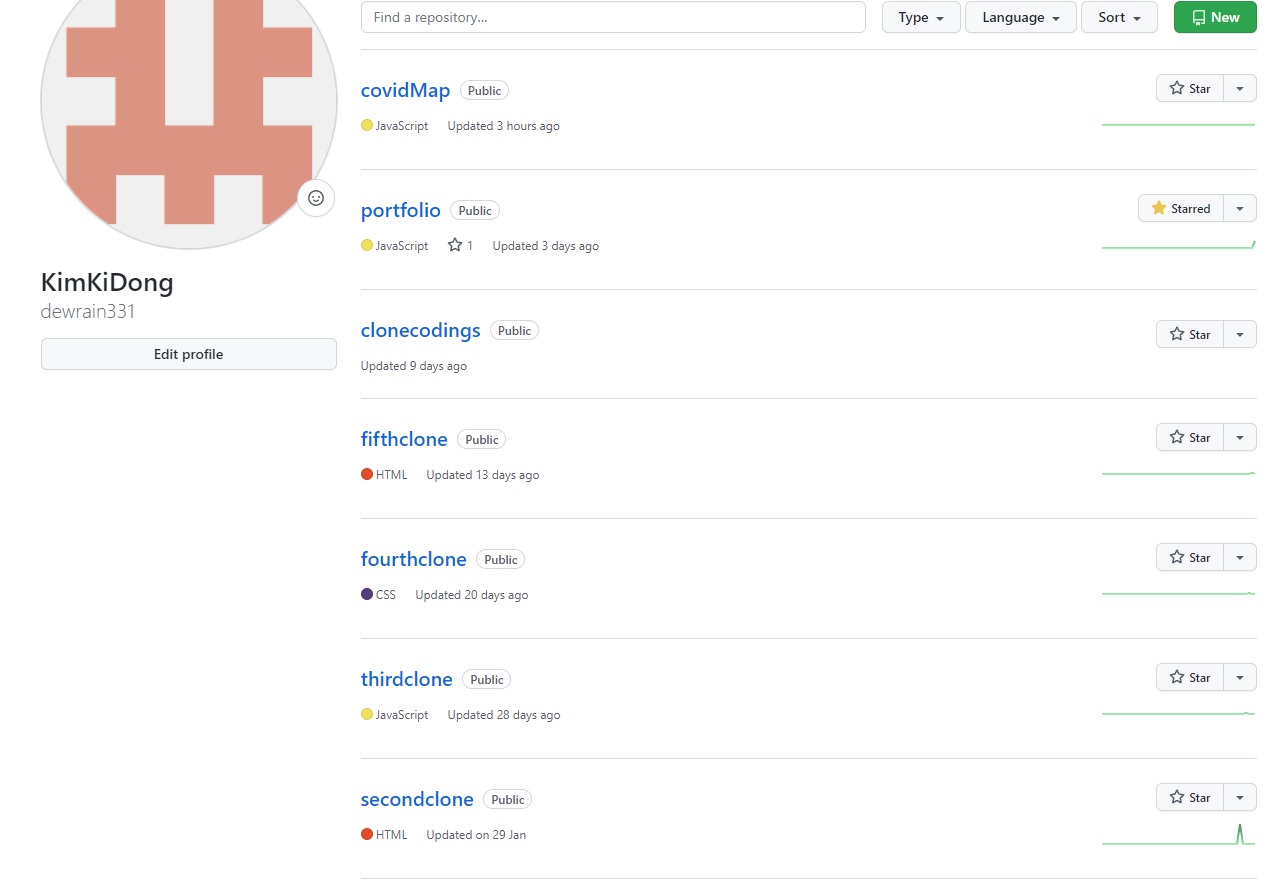 Find a repository...
Type
Language
Sort
New
KimKiDong
dewrain331
Edit profile
covidMap Public
Star
JavaScript Updated 3 hours ago
portfolio Public
Starred
JavaScript 1 Updated 3 days ago
clonecodings Public
Star
Updated 9 days ago
fifthclone Public
Star
HTML Updated 13 days ago
fourthclone Public
Star
CSS Updated 20 days ago
thirdclone Public
Star
JavaScript Updated 28 days ago
secondclone Public
Star
HTML Updated on 29 Jan